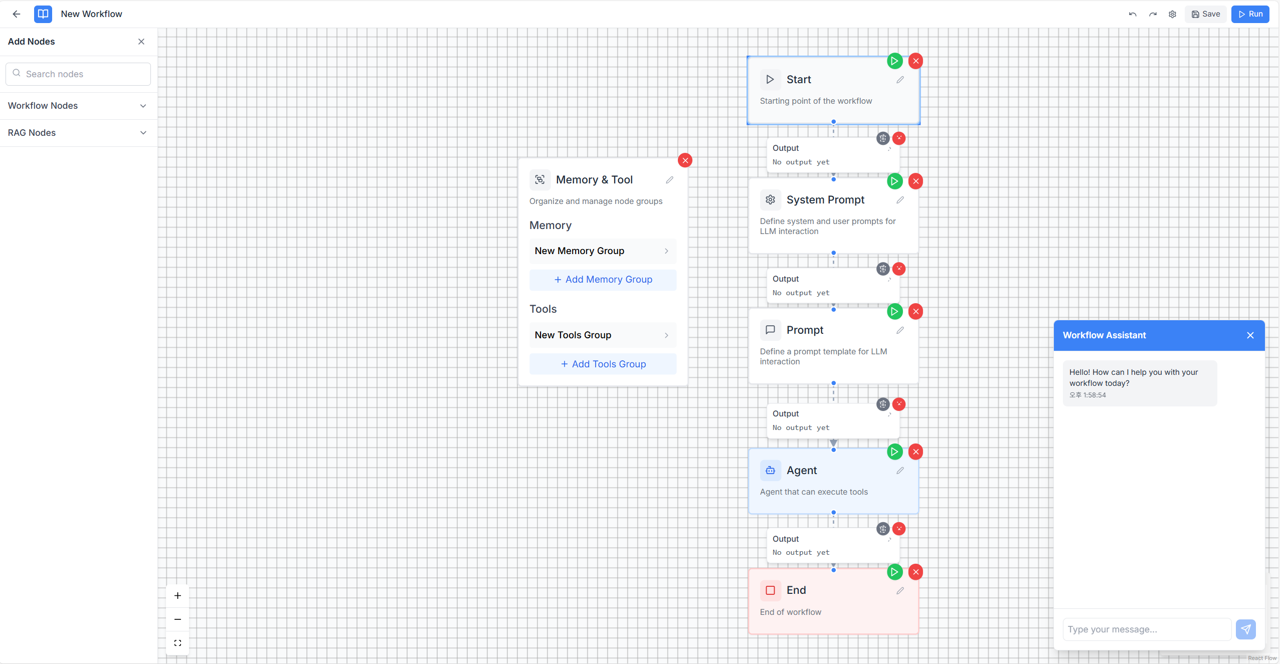 New Workflow
Save
Run
Add Nodes
Search nodes
Workflow Nodes
RAG Nodes
Start
Starting point of the workflow
Output
No output yet
Memory & Tool
Organize and manage node groups
Memory
New Memory Group
+ Add Memory Group
Tools
New Tools Group
+ Add Tools Group
System Prompt
Define system and user prompts for
LLM interaction
Output
No output yet
Prompt
Define a prompt template for LLM
interaction
Output
No output yet
Agent
Agent that can execute tools
Output
No output yet
End
End of workflow
Workflow Assistant
Hello! How can I help you with your
workflow today?
오후 1:58:54
Type your message...
React Flow